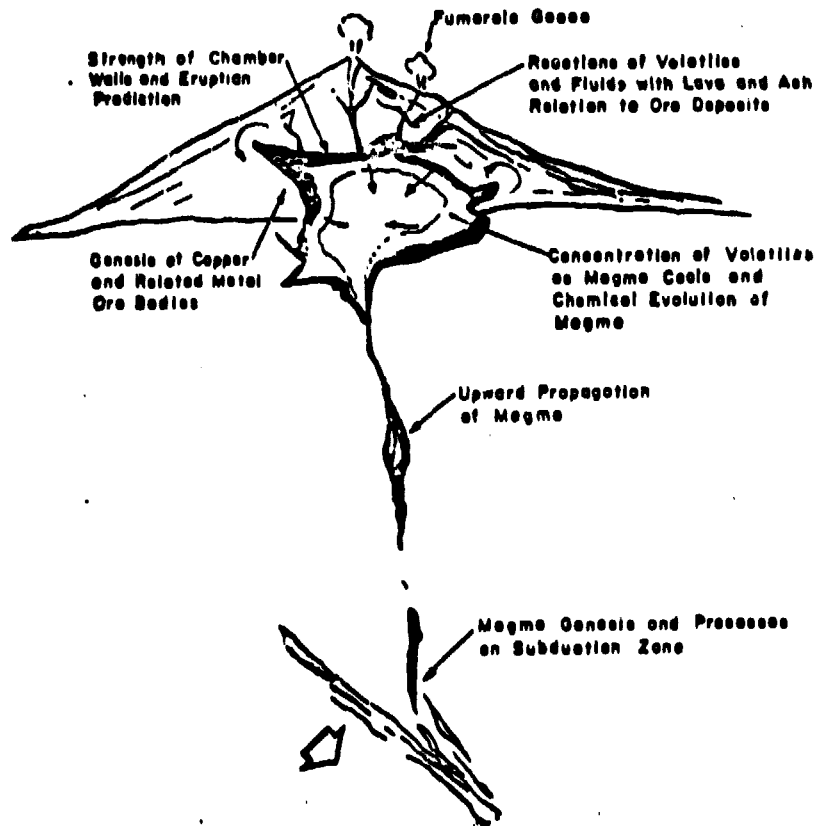 Fumarole Gases
Strength of Chamber
Walls and Eruption
Prediction
Reactions of Volatiles
and Fluids with Lava and Ash
Relation to Ore Deposits
Genesis of Copper
and Related Metal
Ore Bodies
Concentration of Volatiles
as Magma Cools and
Chemical Evolution of
Magma
Upward Propagation
of Magma
Magma Genesis and Processes
on Subduction Zone